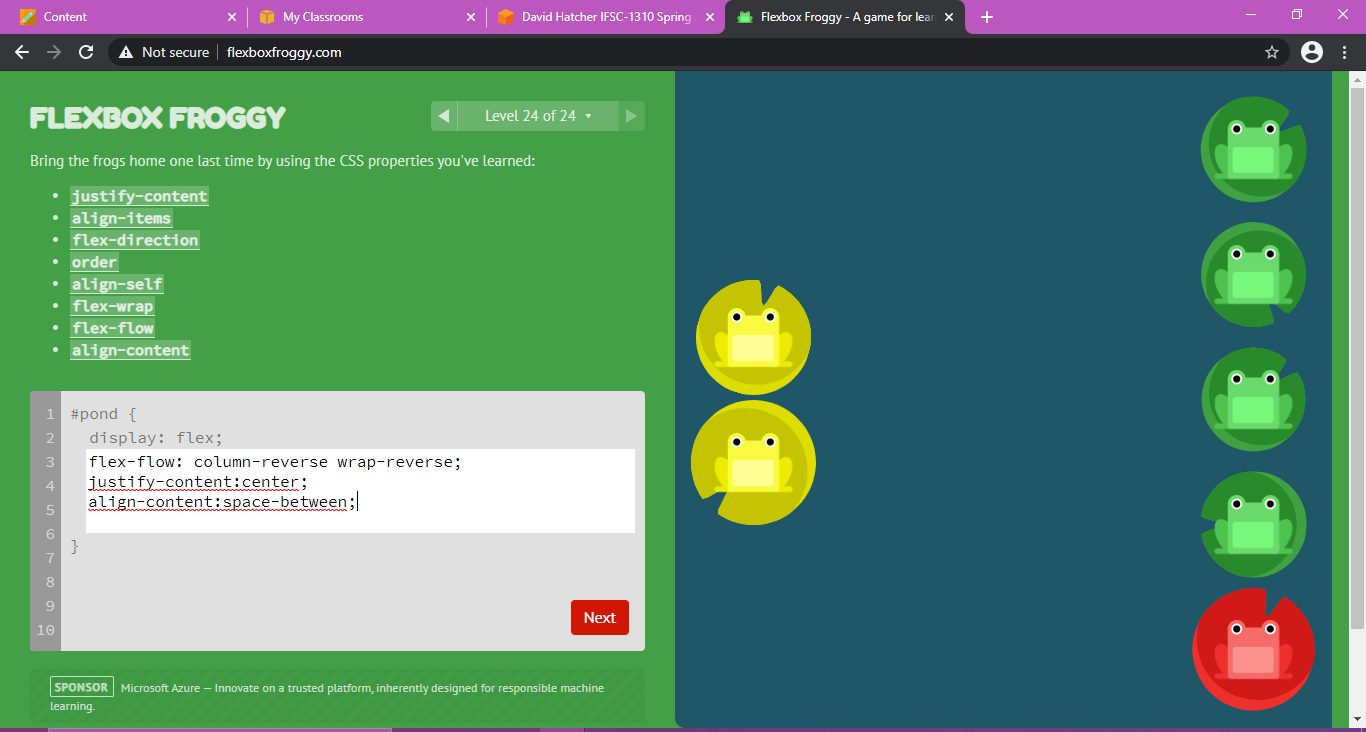 Content
My Classrooms
David Hatcher IFSC-1310 Spring
Flexbox Froggy - A game for lear
Not secure
flexboxfroggy.com
FLEXBOX FROGGY
Level 24 of 24
Bring the frogs home one last time by using the CSS properties you've learned:
justify-content
align-items
flex-direction
order
align-self
flex-wrap
flex-flow
align-content
1 #pond {
2 display: flex;
3 flex-flow: column-reverse wrap-reverse;
4 justify-content:center;
5 align-content:space-between;
6
7 }
8
9
10
Next
SPONSOR Microsoft Azure — Innovate on a trusted platform, inherently designed for responsible machine
learning.